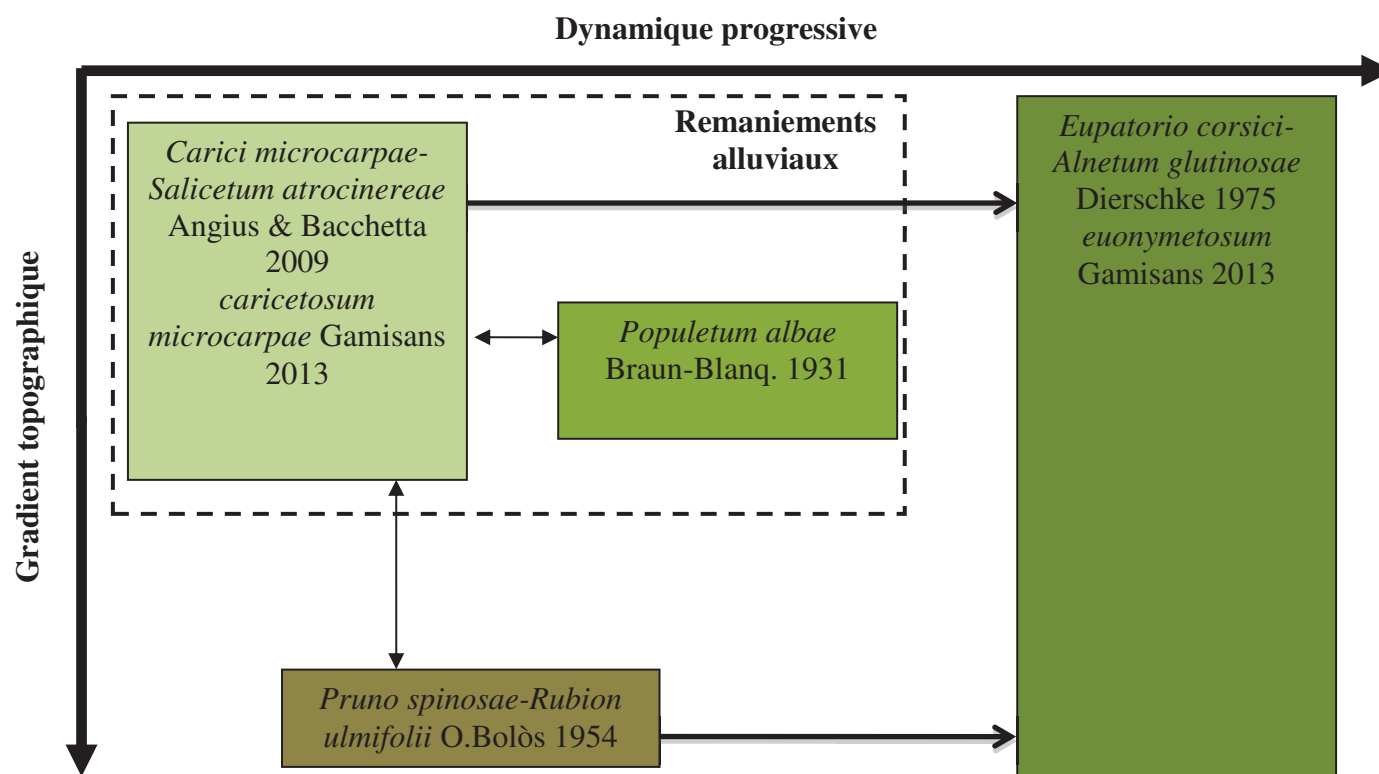 Dynamique progressive
Gradient topographique
Remaniements
alluviaux
Carici microcarpae-
Salicetum atrocinereae
Angius & Bacchetta
2009
caricetosum
microcarpae Gamisans
2013
Populetum albae
Braun-Blanq. 1931
Eupatorio corsici-
Alnetum glutinosae
Dierschke 1975
euonymetosum
Gamisans 2013
Pruno spinosae-Rubion
ulmifolii O.Bolòs 1954